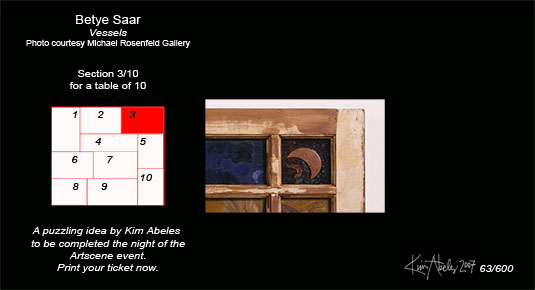 Betye Saar
Vessels
Photo courtesy Michael Rosenfeld Gallery
Section 3/10
for a table of 10
1 2 3
4 5
6 7
8 9 10
A puzzling idea by Kim Abeles
to be completed the night of the
Artscene event.
Print your ticket now.
Kim Abeles 2007 63/600